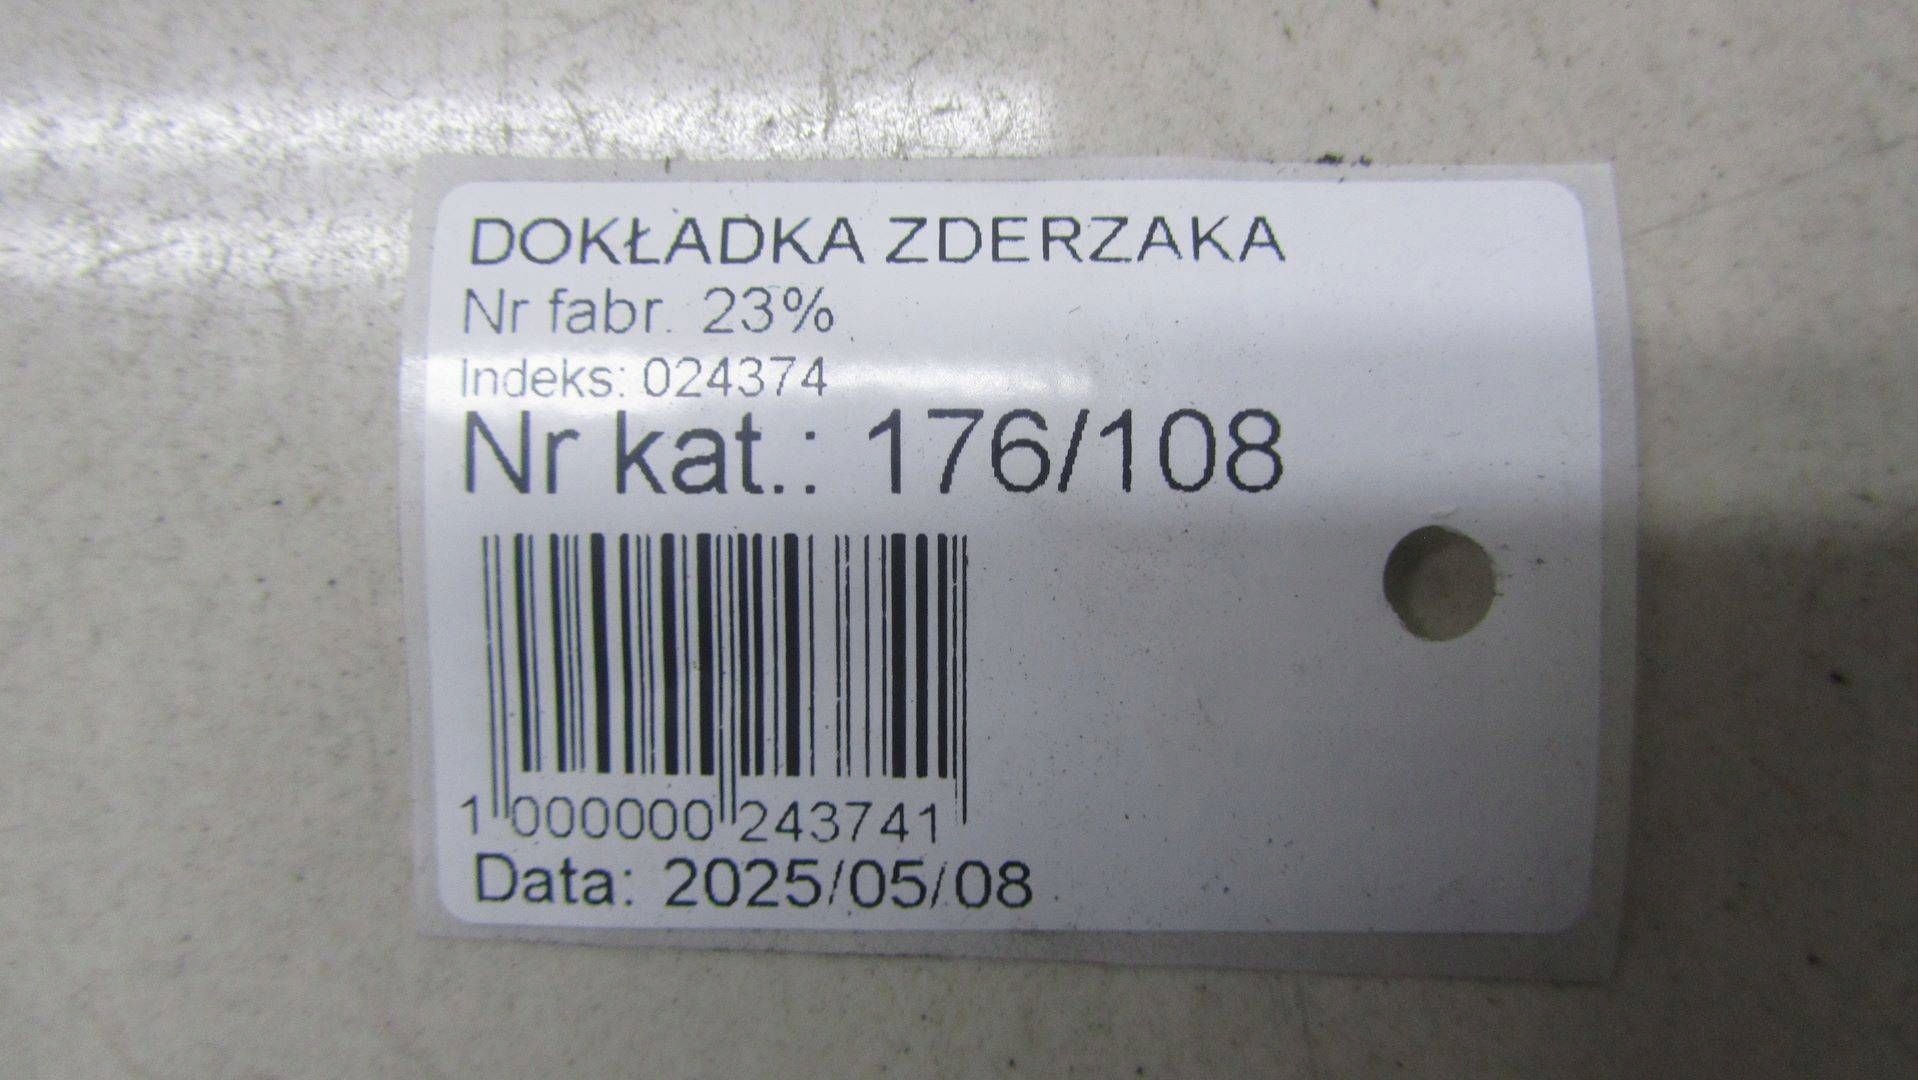 DOKŁADKA ZDERZAKA
Nr fabr. 23%
Indeks: 024374
Nr kat.: 176/108
1 000000 243741
Data: 2025/05/08